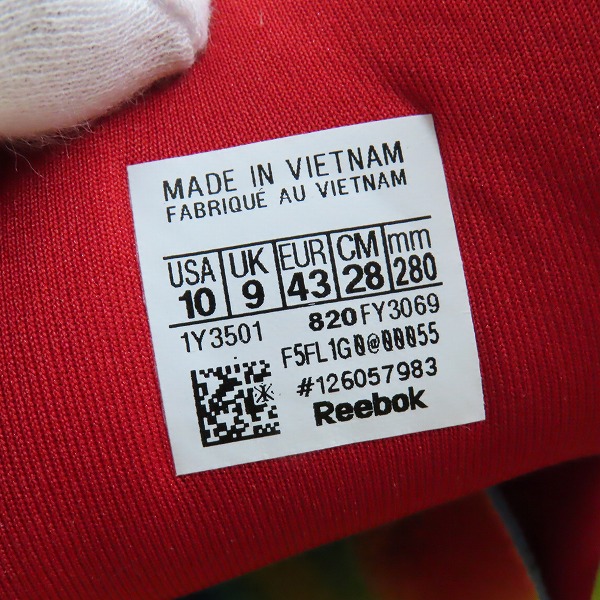 MADE IN VIETNAM
FABRIQUÉ AU VIETNAM
USA UK EUR CM mm
10 9 43 28 280
1Y3501 820 FY3069
F5FL1G0@00055
#126057983
Reebok